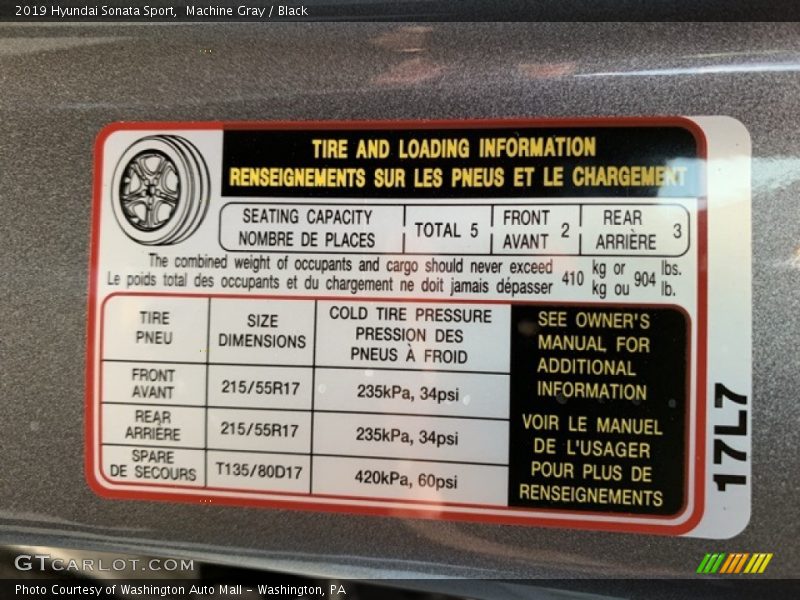 2019 Hyundai Sonata Sport, Machine Gray / Black
TIRE AND LOADING INFORMATION
RENSEIGNEMENTS SUR LES PNEUS ET LE CHARGEMENT
SEATING CAPACITY
NOMBRE DE PLACES
TOTAL 5
FRONT
AVANT
2
REAR
ARRIÈRE
3
The combined weight of occupants and cargo should never exceed
Le poids total des occupants et du chargement ne doit jamais dépasser
410
kg or
kg ou
904
lbs.
lb.
TIRE
PNEU
SIZE
DIMENSIONS
COLD TIRE PRESSURE
PRESSION DES
PNEUS À FROID
FRONT
AVANT
215/55R17
235kPa, 34psi
REAR
ARRIÈRE
215/55R17
235kPa, 34psi
SPARE
DE SECOURS
T135/80D17
420kPa, 60psi
SEE OWNER'S
MANUAL FOR
ADDITIONAL
INFORMATION
VOIR LE MANUEL
DE L'USAGER
POUR PLUS DE
RENSEIGNEMENTS
17L7
GTCARLOT.COM
Photo Courtesy of Washington Auto Mall - Washington, PA